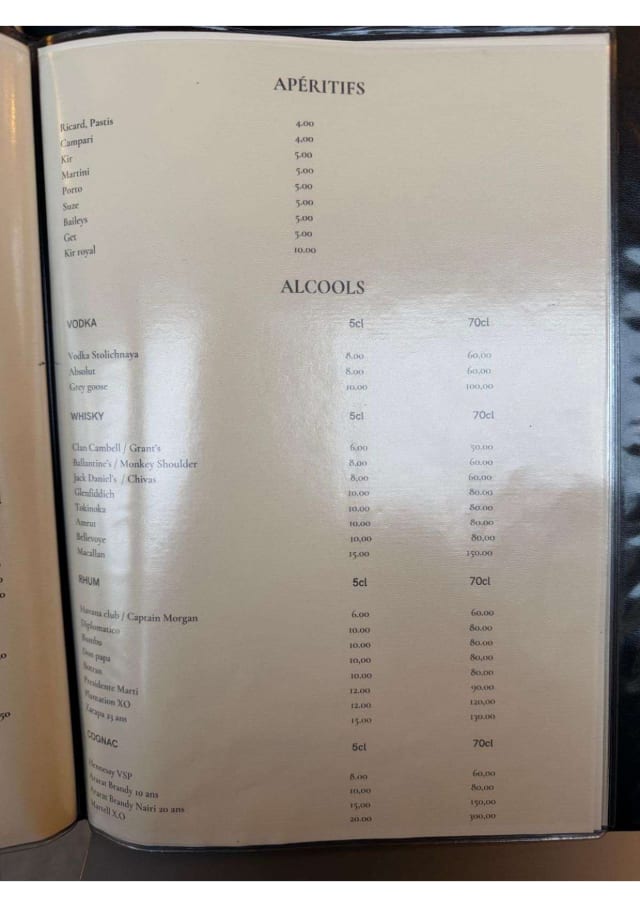 APÉRITIFS
Ricard, Pastis 4.00
Campari 4.00
Kir 5.00
Martini 5.00
Porto 5.00
Suze 5.00
Baileys 5.00
Get 5.00
Kir royal 10.00
ALCOOLS
VODKA 5cl 70cl
Vodka Stolichnaya 8.00 60,00
Absolut 8.00 60,00
Grey goose 10.00 100,00
WHISKY 5cl 70cl
Clan Cambell / Grant's 6,00 50.00
Ballantine's / Monkey Shoulder 8,00 60.00
Jack Daniel's / Chivas 8,00 60,00
Glenfiddich 10.00 80.00
Tokinoka 10.00 80.00
Amrut 10.00 80.00
Bellevoye 10,00 80,00
Macallan 15.00 150.00
RHUM 5cl 70cl
Havana club / Captain Morgan 6.00 60.00
Diplomatico 10.00 80.00
Bumbu 10.00 80,00
Don papa 10,00 80,00
Botran 10.00 80.00
Presidente Marti 12.00 90.00
Plantation XO 12.00 120,00
Zacapa 23 ans 15.00 130.00
COGNAC 5cl 70cl
Hennessy VSP 8.00 60,00
Ararat Brandy 10 ans 10,00 80,00
Ararat Brandy Nairi 20 ans 15,00 150,00
Martell X.O 20.00 300,00
50